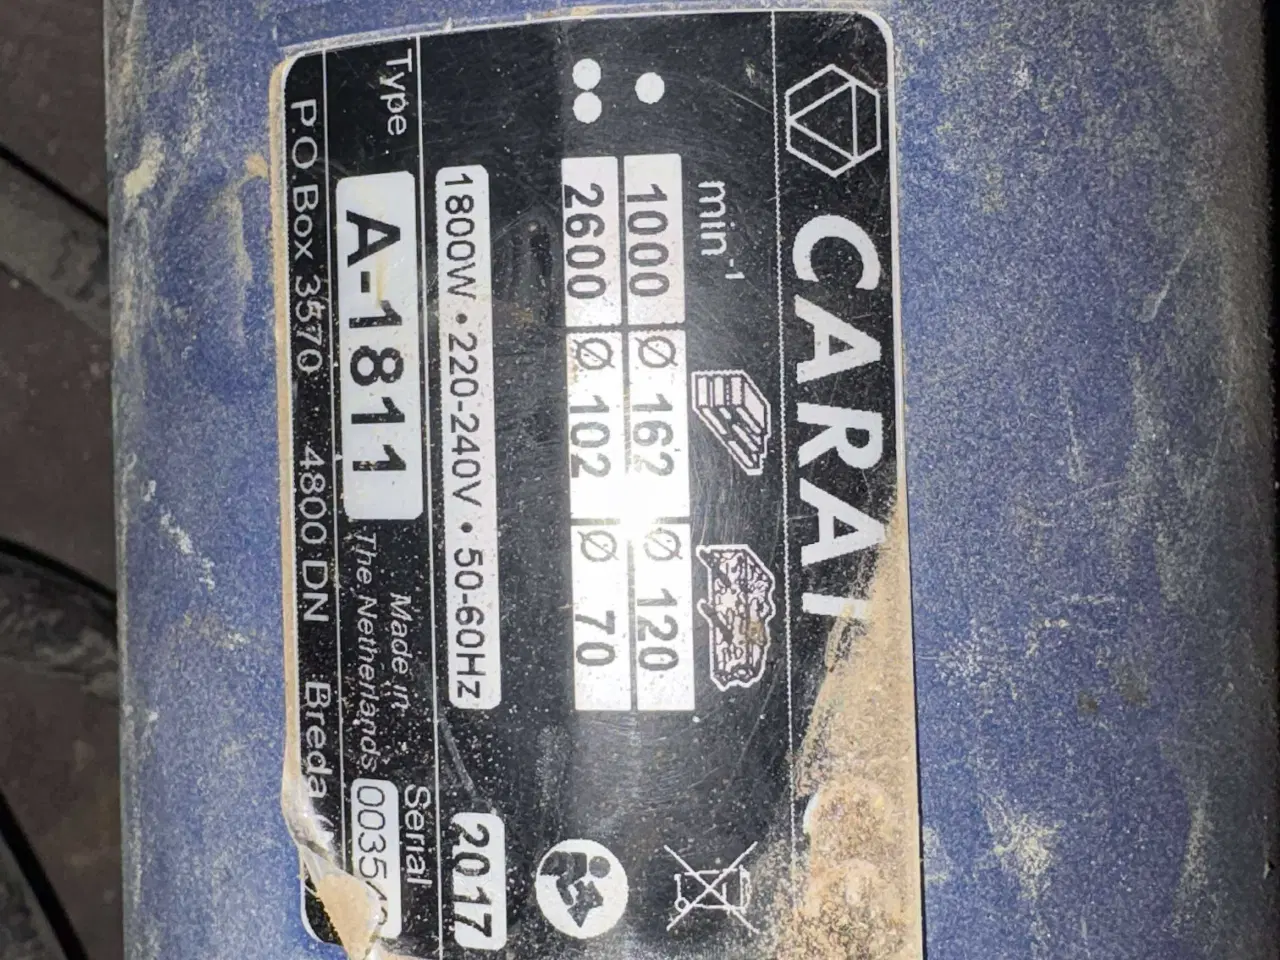 CARAT
min⁻¹
1000 Ø 162 Ø 120
2600 Ø 102 Ø 70
1800W • 220-240V • 50-60Hz 2017
Type A-1811 Made in The Netherlands Serial
P.O. Box 3570 4800 DN Breda